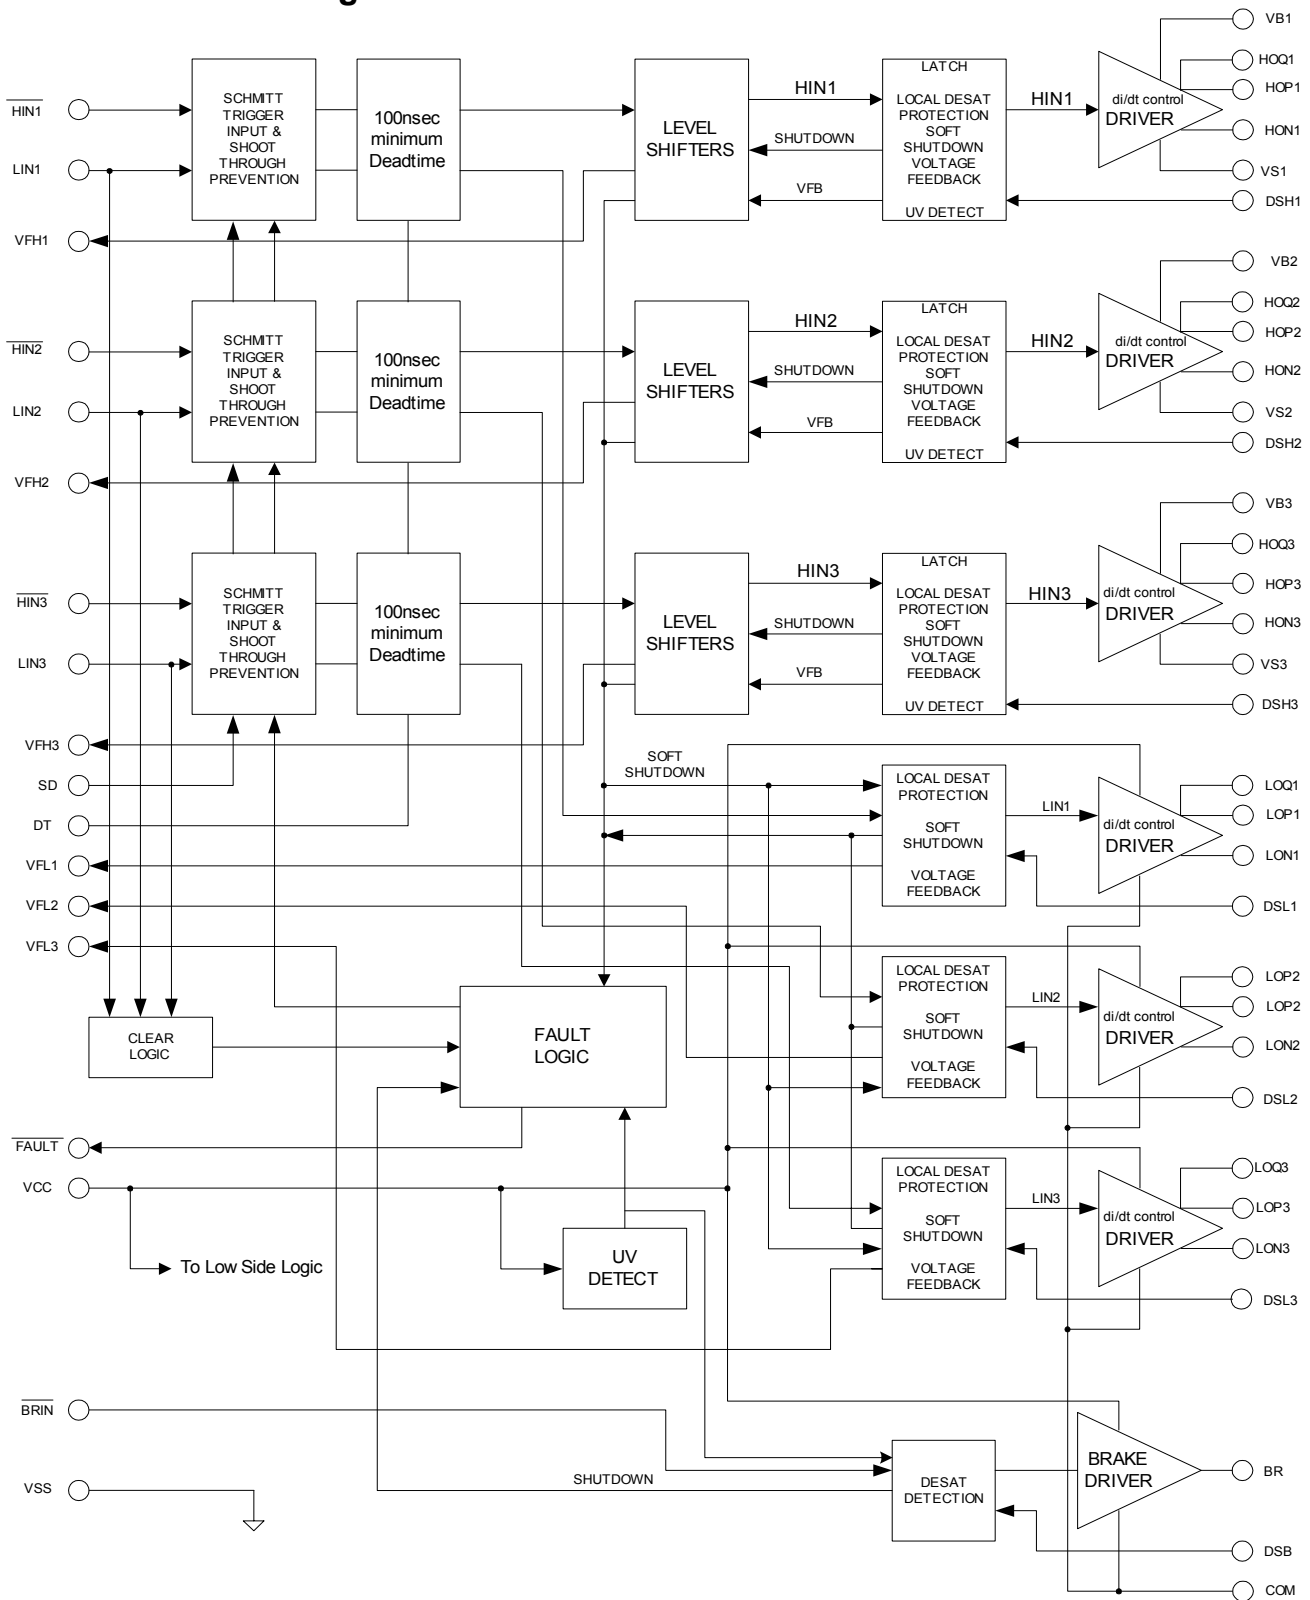 VB1
HOQ1
HOP1
HON1
VS1
DSH1
HIN1
LIN1
VFH1
SCHMITT
TRIGGER
INPUT &
SHOOT
THROUGH
PREVENTION
100nsec
minimum
Deadtime
LEVEL
SHIFTERS
HIN1
SHUTDOWN
VFB
LATCH
LOCAL DESAT
PROTECTION
SOFT
SHUTDOWN
VOLTAGE
FEEDBACK
UV DETECT
HIN1
di/dt control
DRIVER
VB2
HOQ2
HOP2
HON2
VS2
DSH2
HIN2
LIN2
VFH2
SCHMITT
TRIGGER
INPUT &
SHOOT
THROUGH
PREVENTION
100nsec
minimum
Deadtime
LEVEL
SHIFTERS
HIN2
SHUTDOWN
VFB
LATCH
LOCAL DESAT
PROTECTION
SOFT
SHUTDOWN
VOLTAGE
FEEDBACK
UV DETECT
HIN2
di/dt control
DRIVER
VB3
HOQ3
HOP3
HON3
VS3
DSH3
HIN3
LIN3
VFH3
SCHMITT
TRIGGER
INPUT &
SHOOT
THROUGH
PREVENTION
100nsec
minimum
Deadtime
LEVEL
SHIFTERS
HIN3
SHUTDOWN
VFB
LATCH
LOCAL DESAT
PROTECTION
SOFT
SHUTDOWN
VOLTAGE
FEEDBACK
UV DETECT
HIN3
di/dt control
DRIVER
SD
DT
VFL1
VFL2
VFL3
SOFT
SHUTDOWN
LOCAL DESAT
PROTECTION
SOFT
SHUTDOWN
VOLTAGE
FEEDBACK
LIN1
di/dt control
DRIVER
LOQ1
LOP1
LON1
DSL1
CLEAR
LOGIC
FAULT
LOGIC
LOCAL DESAT
PROTECTION
SOFT
SHUTDOWN
VOLTAGE
FEEDBACK
LIN2
di/dt control
DRIVER
LOP2
LOP2
LON2
DSL2
FAULT
VCC
To Low Side Logic
UV
DETECT
LOCAL DESAT
PROTECTION
SOFT
SHUTDOWN
VOLTAGE
FEEDBACK
LIN3
di/dt control
DRIVER
LOQ3
LOP3
LON3
DSL3
BRIN
VSS
SHUTDOWN
DESAT
DETECTION
BRAKE
DRIVER
BR
DSB
COM